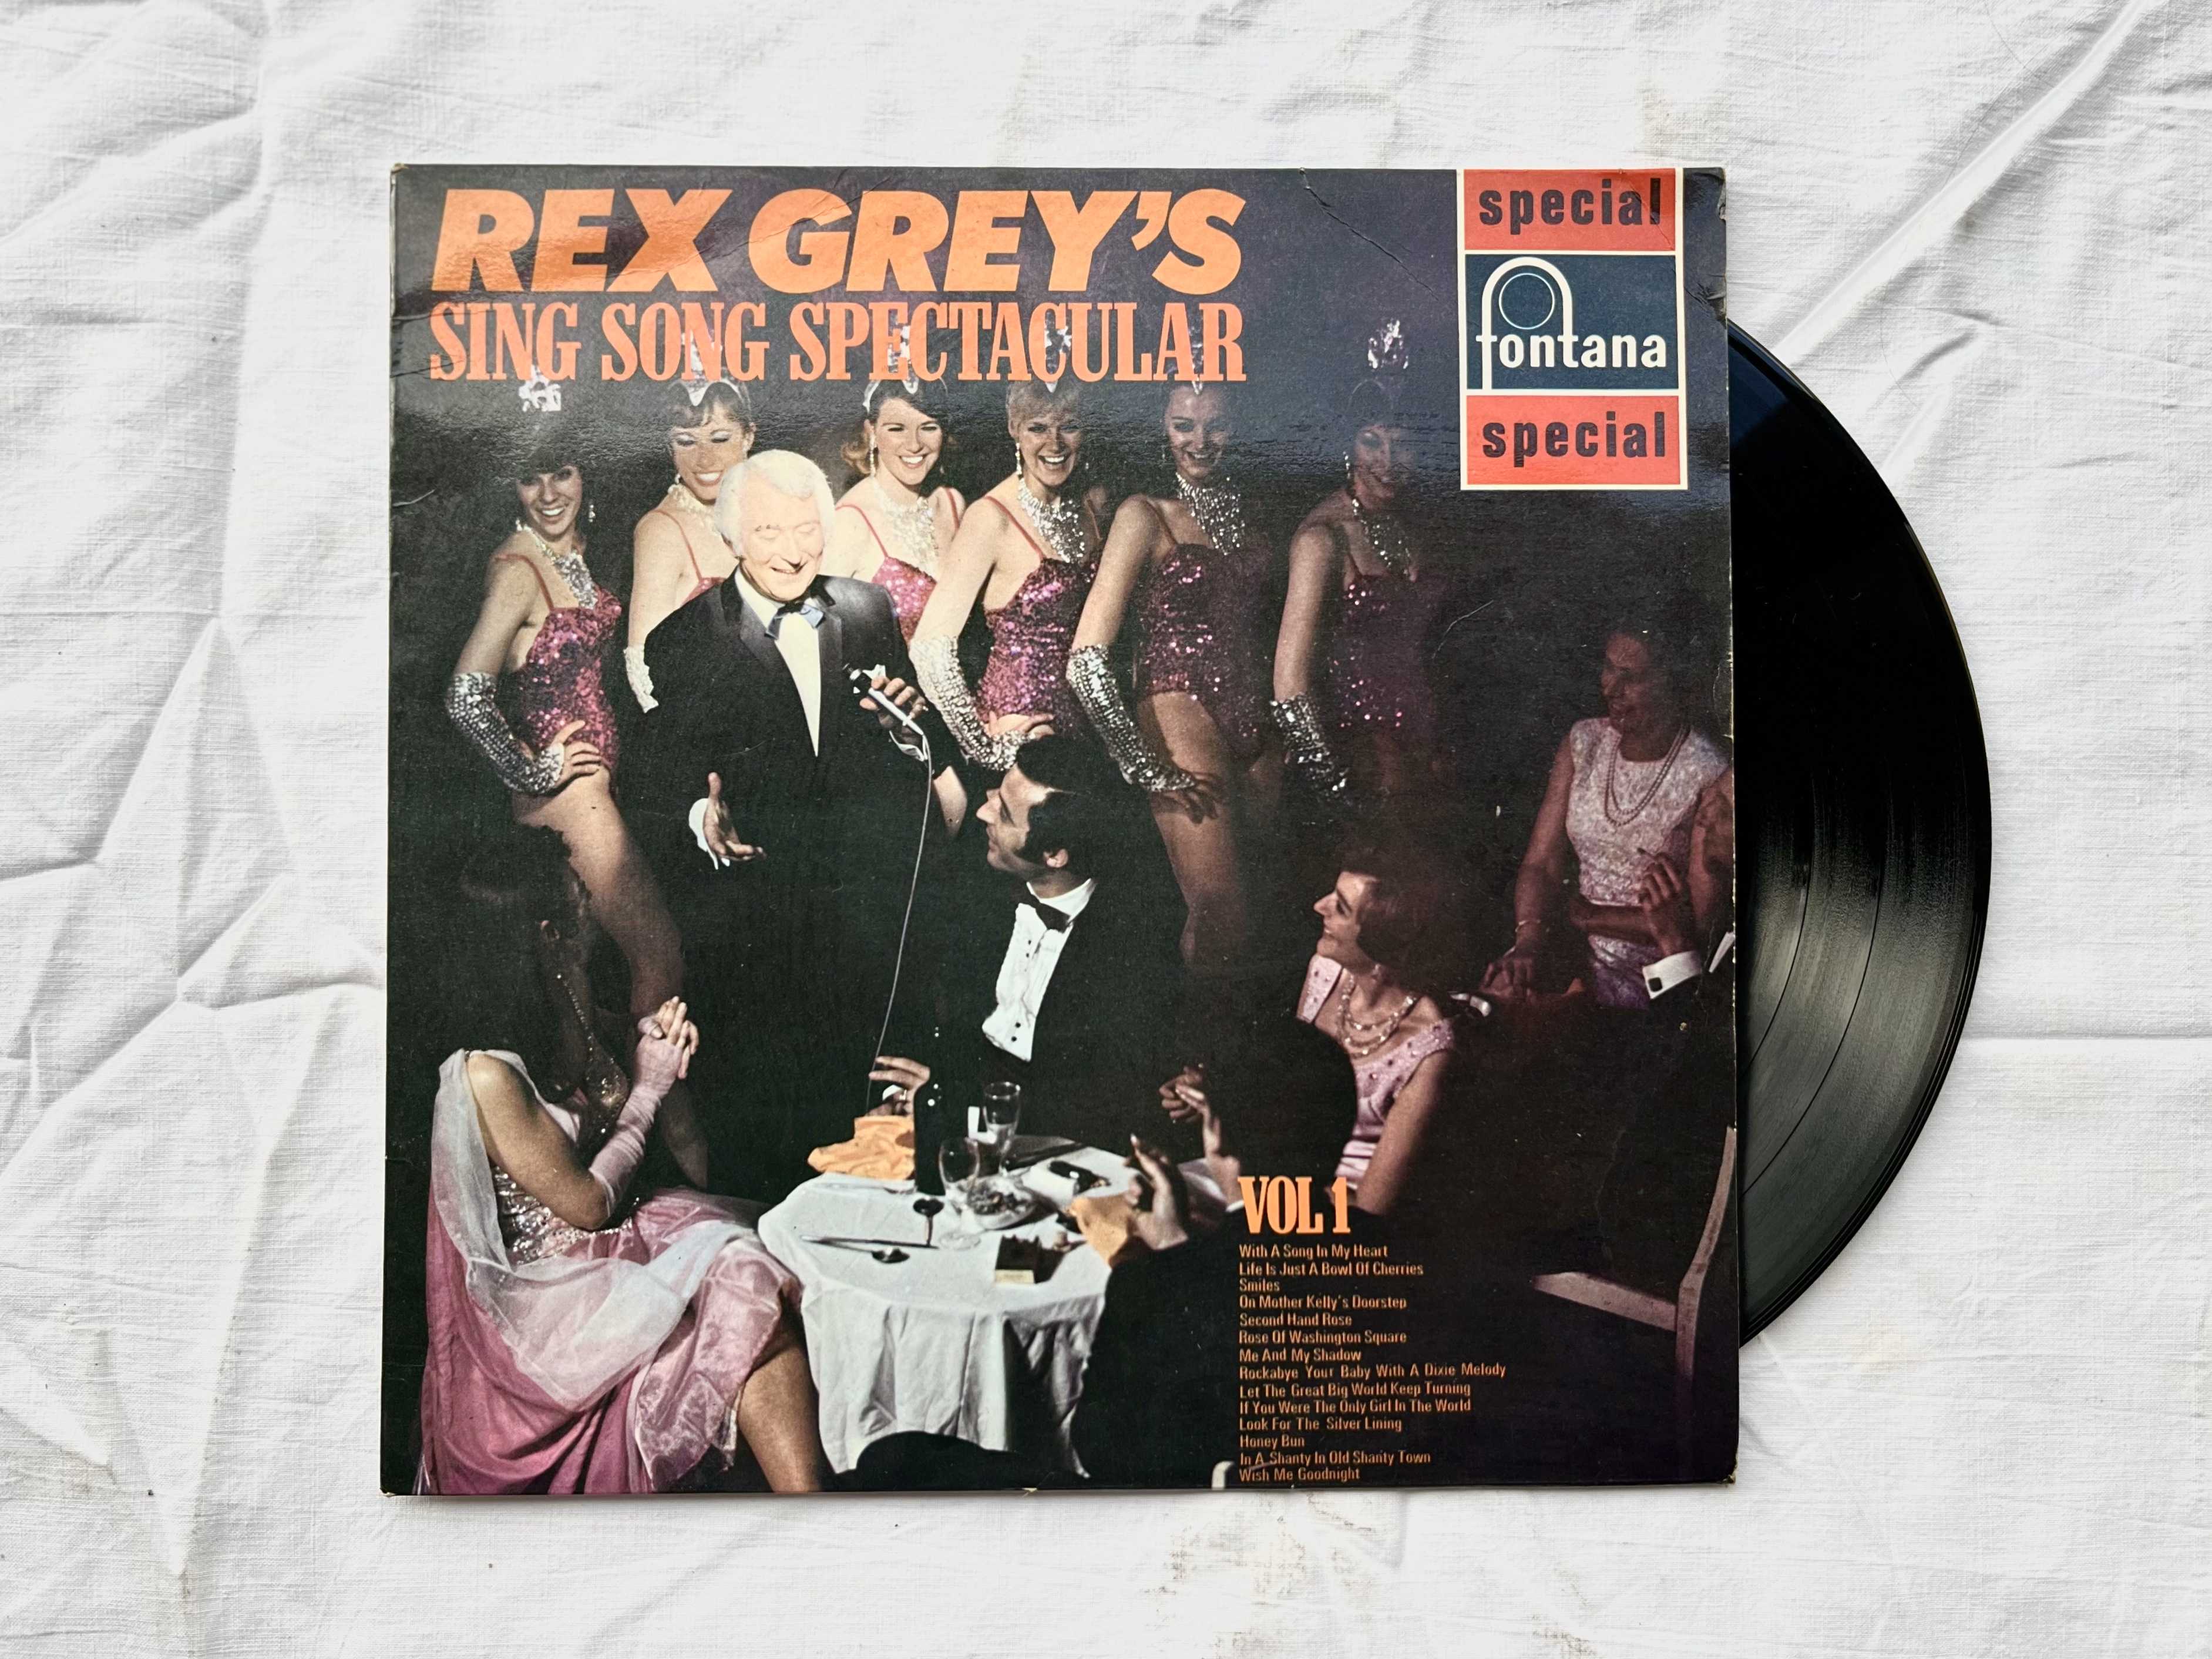 REX GREY'S
SING SONG SPECTACULAR
special
fontana
special
VOL 1
With A Song In My Heart
Life Is Just A Bowl Of Cherries
Smiles
On Mother Kelly's Doorstep
Second Hand Rose
Rose Of Washington Square
Me And My Shadow
Rockabye Your Baby With A Dixie Melody
Let The Great Big World Keep Turning
If You Were The Only Girl In The World
Look For The Silver Lining
Honey Bun
In A Shanty In Old Shanty Town
Wish Me Goodnight